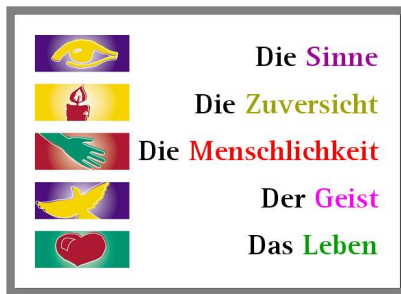 Die Sinne
Die Zuversicht
Die Menschlichkeit
Der Geist
Das Leben